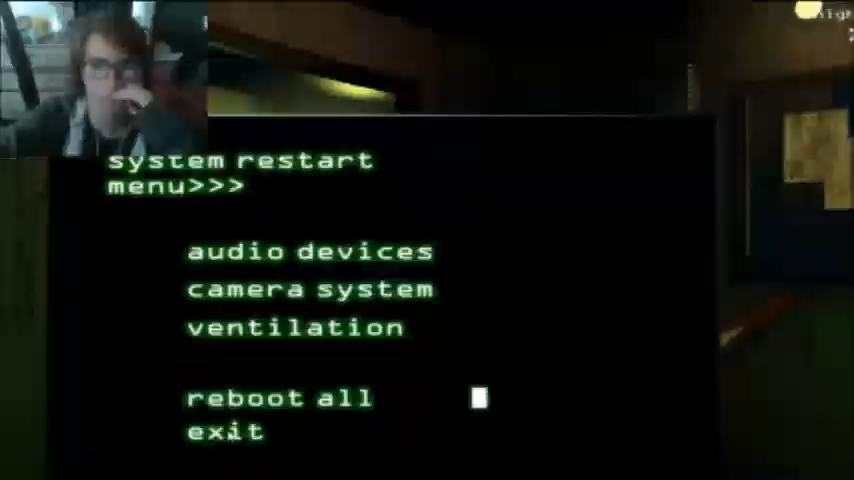 system restart
menu>>>
audio devices
camera system
ventilation
reboot all
exit